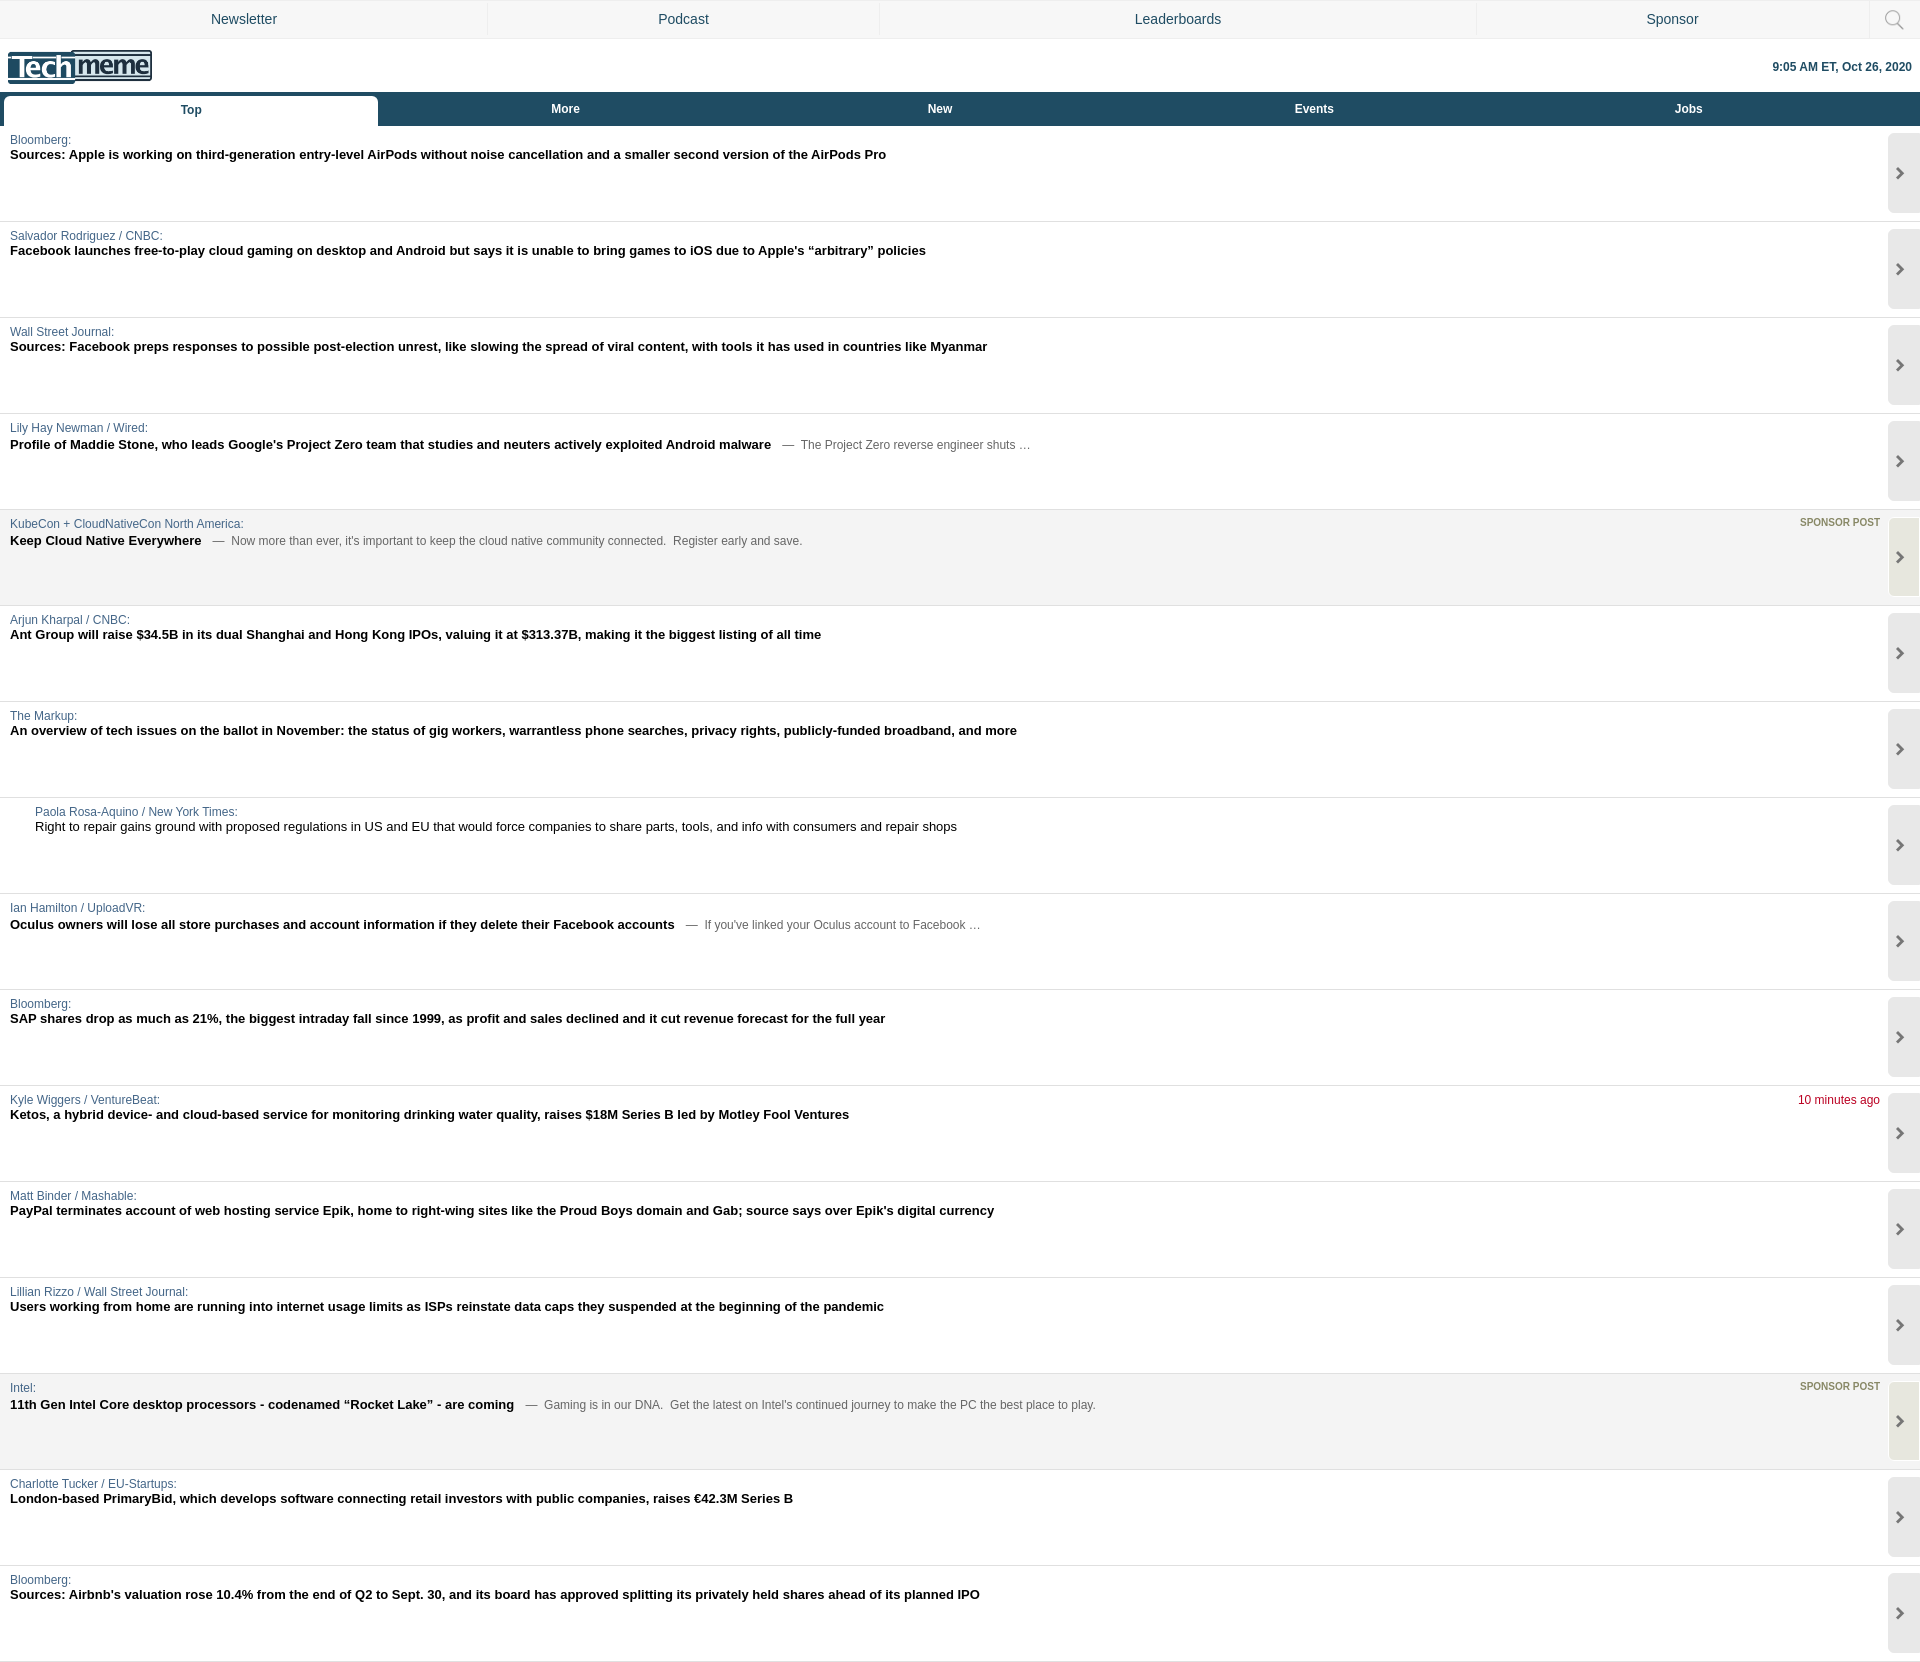 Newsletter
Podcast
Leaderboards
Sponsor
Techmeme
9:05 AM ET, Oct 26, 2020
Top
More
New
Events
Jobs
Bloomberg:
Sources: Apple is working on third-generation entry-level AirPods without noise cancellation and a smaller second version of the AirPods Pro
Salvador Rodriguez / CNBC:
Facebook launches free-to-play cloud gaming on desktop and Android but says it is unable to bring games to iOS due to Apple's “arbitrary” policies
Wall Street Journal:
Sources: Facebook preps responses to possible post-election unrest, like slowing the spread of viral content, with tools it has used in countries like Myanmar
Lily Hay Newman / Wired:
Profile of Maddie Stone, who leads Google's Project Zero team that studies and neuters actively exploited Android malware — The Project Zero reverse engineer shuts …
KubeCon + CloudNativeCon North America:
SPONSOR POST
Keep Cloud Native Everywhere — Now more than ever, it's important to keep the cloud native community connected. Register early and save.
Arjun Kharpal / CNBC:
Ant Group will raise $34.5B in its dual Shanghai and Hong Kong IPOs, valuing it at $313.37B, making it the biggest listing of all time
The Markup:
An overview of tech issues on the ballot in November: the status of gig workers, warrantless phone searches, privacy rights, publicly-funded broadband, and more
Paola Rosa-Aquino / New York Times:
Right to repair gains ground with proposed regulations in US and EU that would force companies to share parts, tools, and info with consumers and repair shops
Ian Hamilton / UploadVR:
Oculus owners will lose all store purchases and account information if they delete their Facebook accounts — If you've linked your Oculus account to Facebook …
Bloomberg:
SAP shares drop as much as 21%, the biggest intraday fall since 1999, as profit and sales declined and it cut revenue forecast for the full year
Kyle Wiggers / VentureBeat:
10 minutes ago
Ketos, a hybrid device- and cloud-based service for monitoring drinking water quality, raises $18M Series B led by Motley Fool Ventures
Matt Binder / Mashable:
PayPal terminates account of web hosting service Epik, home to right-wing sites like the Proud Boys domain and Gab; source says over Epik's digital currency
Lillian Rizzo / Wall Street Journal:
Users working from home are running into internet usage limits as ISPs reinstate data caps they suspended at the beginning of the pandemic
Intel:
SPONSOR POST
11th Gen Intel Core desktop processors - codenamed “Rocket Lake” - are coming — Gaming is in our DNA. Get the latest on Intel's continued journey to make the PC the best place to play.
Charlotte Tucker / EU-Startups:
London-based PrimaryBid, which develops software connecting retail investors with public companies, raises €42.3M Series B
Bloomberg:
Sources: Airbnb's valuation rose 10.4% from the end of Q2 to Sept. 30, and its board has approved splitting its privately held shares ahead of its planned IPO